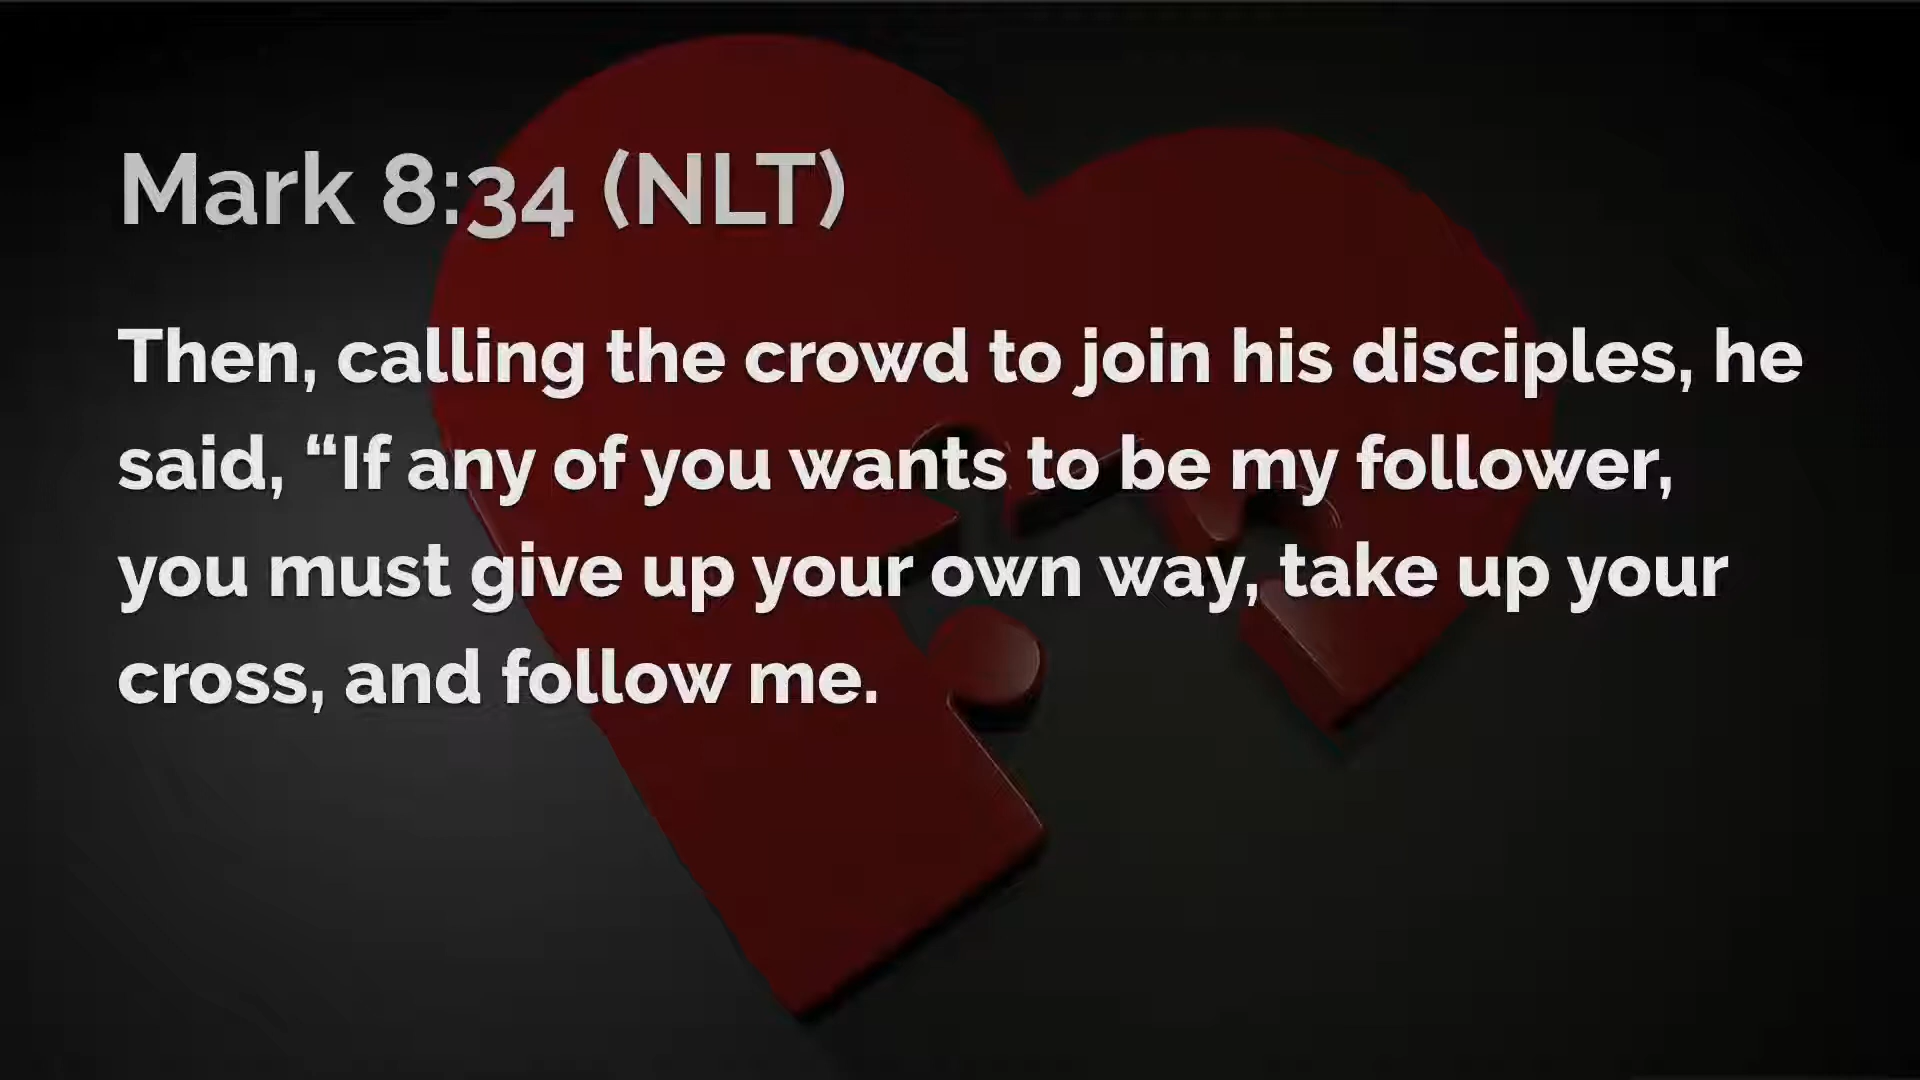 Mark 8:34 (NLT)
Then, calling the crowd to join his disciples, he
said, “If any of you wants to be my follower,
you must give up your own way, take up your
cross, and follow me.